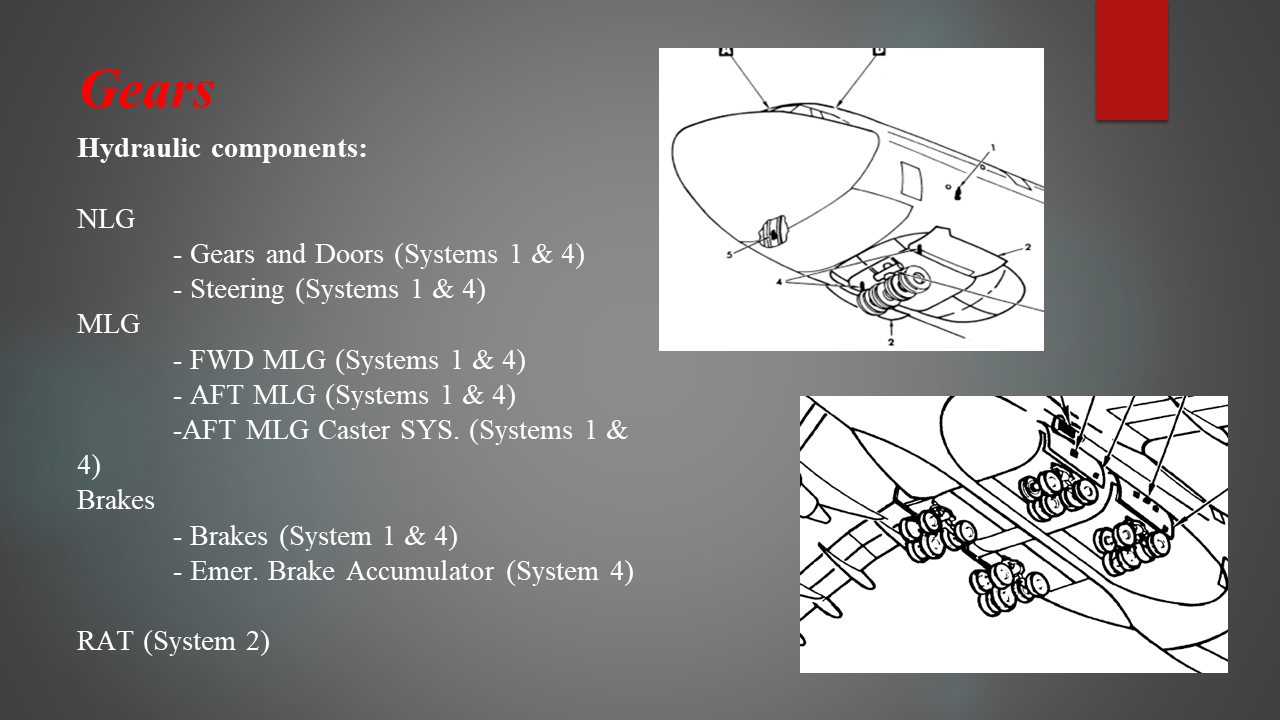 Gears
Hydraulic components:
NLG
- Gears and Doors (Systems 1 & 4)
- Steering (Systems 1 & 4)
MLG
- FWD MLG (Systems 1 & 4)
- AFT MLG (Systems 1 & 4)
-AFT MLG Caster SYS. (Systems 1 &
4)
Brakes
- Brakes (System 1 & 4)
- Emer. Brake Accumulator (System 4)
RAT (System 2)
1
2
5
4
2